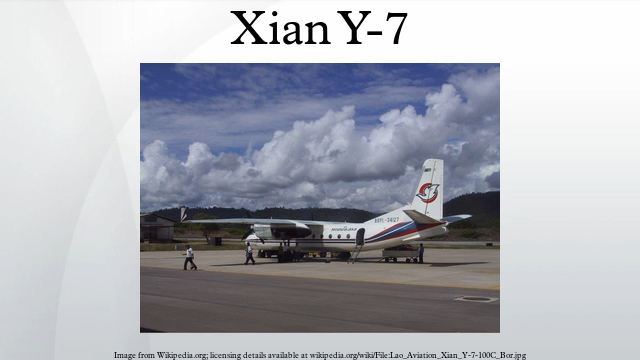 Xian Y-7
RDPL-34127
Image from Wikipedia.org; licensing details available at wikipedia.org/wiki/File:Lao_Aviation_Xian_Y-7-100C_Bor.jpg